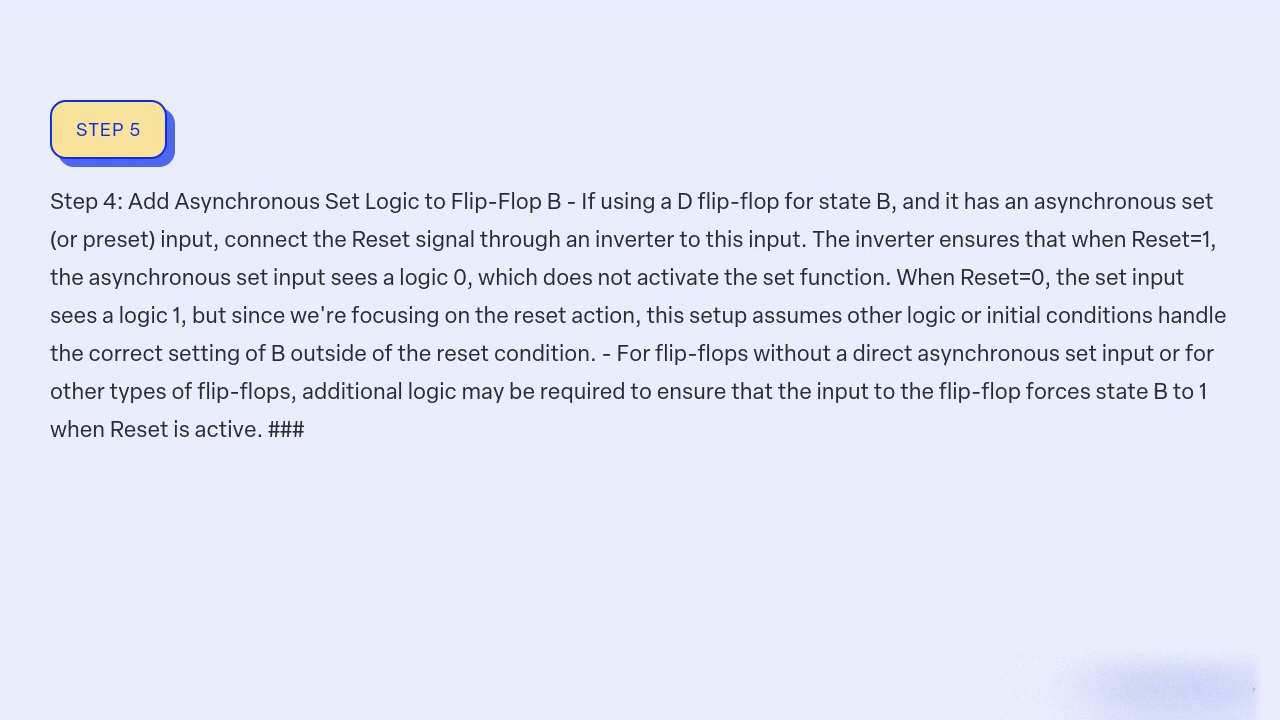 STEP 5
Step 4: Add Asynchronous Set Logic to Flip-Flop B - If using a D flip-flop for state B, and it has an asynchronous set
(or preset) input, connect the Reset signal through an inverter to this input. The inverter ensures that when Reset=1,
the asynchronous set input sees a logic 0, which does not activate the set function. When Reset=0, the set input
sees a logic 1, but since we're focusing on the reset action, this setup assumes other logic or initial conditions handle
the correct setting of B outside of the reset condition. - For flip-flops without a direct asynchronous set input or for
other types of flip-flops, additional logic may be required to ensure that the input to the flip-flop forces state B to 1
when Reset is active. ###